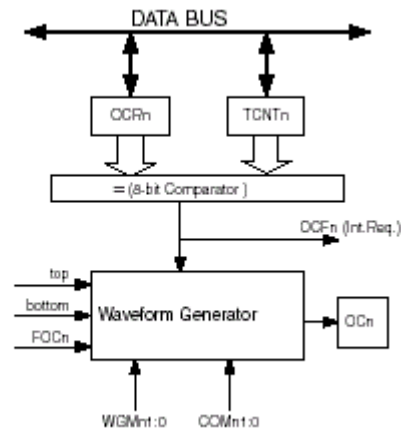 DATA BUS
OCRn
TCNTn
= (8-bit Comparator )
OCFn (Int.Req.)
top
bottom
FOCn
Waveform Generator
OCn
WGMn1:0
COMn1:0